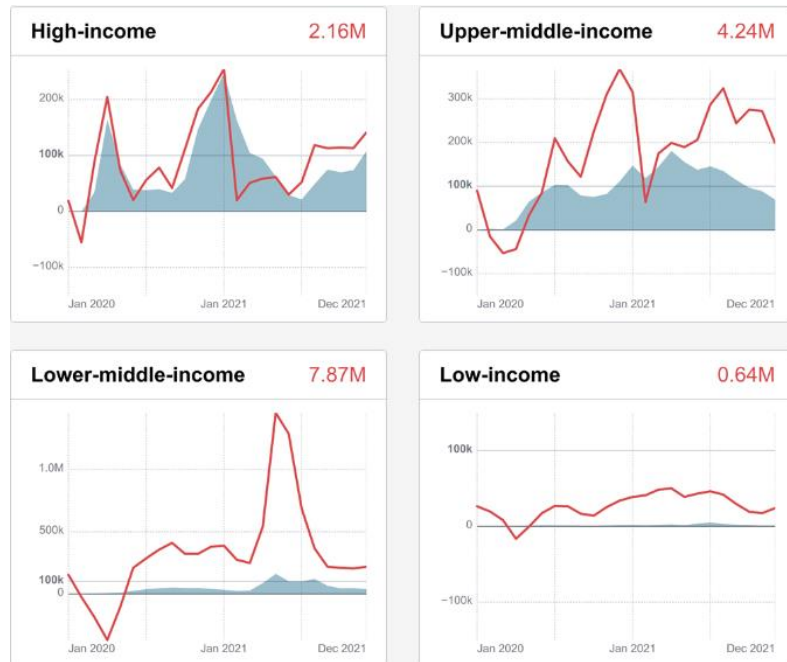 High-income 2.16M
200k
100k
0
−100k
Jan 2020 Jan 2021 Dec 2021
Upper-middle-income 4.24M
300k
200k
100k
0
−100k
Jan 2020 Jan 2021 Dec 2021
Lower-middle-income 7.87M
1.0M
500k
100k
0
Jan 2020 Jan 2021 Dec 2021
Low-income 0.64M
100k
0
−100k
Jan 2020 Jan 2021 Dec 2021